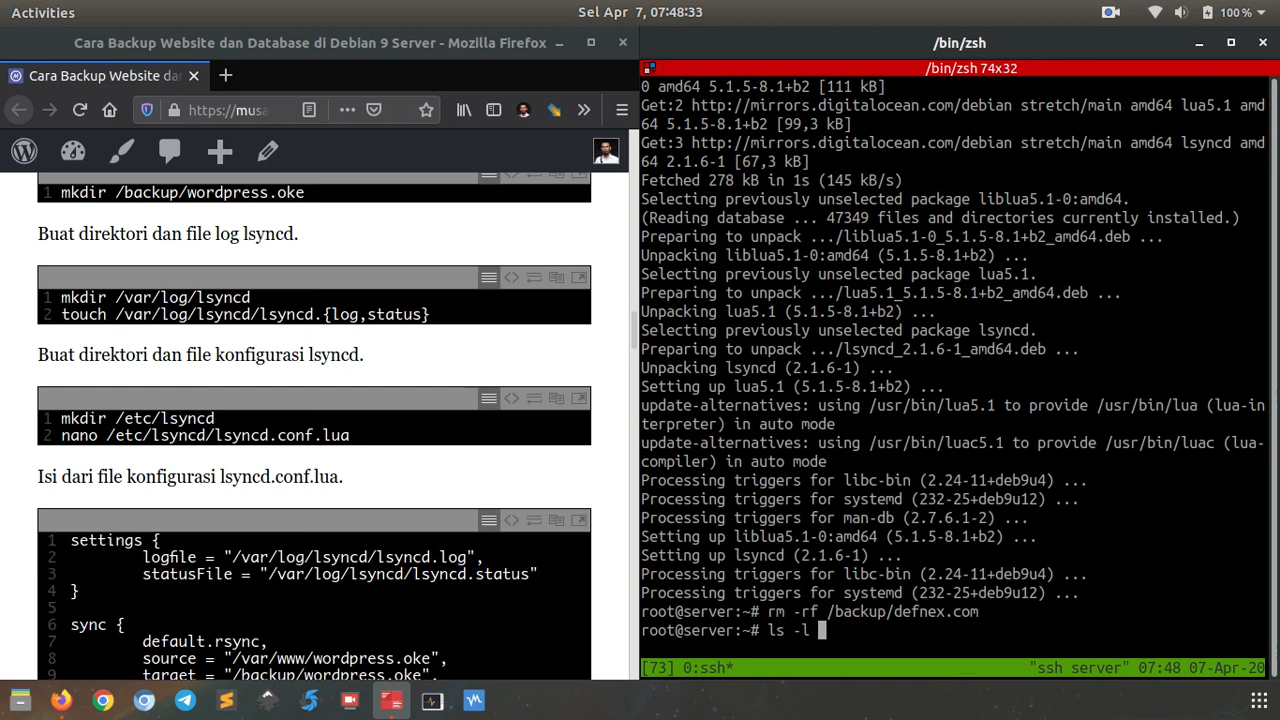 Activities
Sel Apr 7, 07:48:33
100 %
Cara Backup Website dan Database di Debian 9 Server - Mozilla Firefox
Cara Backup Website da
https://musa
1 mkdir /backup/wordpress.oke
Buat direktori dan file log lsyncd.
1 mkdir /var/log/lsyncd
2 touch /var/log/lsyncd/lsyncd.{log,status}
Buat direktori dan file konfigurasi lsyncd.
1 mkdir /etc/lsyncd
2 nano /etc/lsyncd/lsyncd.conf.lua
Isi dari file konfigurasi lsyncd.conf.lua.
1 settings {
2 logfile = "/var/log/lsyncd/lsyncd.log",
3 statusFile = "/var/log/lsyncd/lsyncd.status"
4 }
5
6 sync {
7 default.rsync,
8 source = "/var/www/wordpress.oke",
9 target = "/backup/wordpress.oke",
/bin/zsh
/bin/zsh 74x32
0 amd64 5.1.5-8.1+b2 [111 kB]
Get:2 http://mirrors.digitalocean.com/debian stretch/main amd64 lua5.1 amd
64 5.1.5-8.1+b2 [99,3 kB]
Get:3 http://mirrors.digitalocean.com/debian stretch/main amd64 lsyncd amd
64 2.1.6-1 [67,3 kB]
Fetched 278 kB in 1s (145 kB/s)
Selecting previously unselected package liblua5.1-0:amd64.
(Reading database ... 47349 files and directories currently installed.)
Preparing to unpack .../liblua5.1-0_5.1.5-8.1+b2_amd64.deb ...
Unpacking liblua5.1-0:amd64 (5.1.5-8.1+b2) ...
Selecting previously unselected package lua5.1.
Preparing to unpack .../lua5.1_5.1.5-8.1+b2_amd64.deb ...
Unpacking lua5.1 (5.1.5-8.1+b2) ...
Selecting previously unselected package lsyncd.
Preparing to unpack .../lsyncd_2.1.6-1_amd64.deb ...
Unpacking lsyncd (2.1.6-1) ...
Setting up lua5.1 (5.1.5-8.1+b2) ...
update-alternatives: using /usr/bin/lua5.1 to provide /usr/bin/lua (lua-in
terpreter) in auto mode
update-alternatives: using /usr/bin/luac5.1 to provide /usr/bin/luac (lua-
compiler) in auto mode
Processing triggers for libc-bin (2.24-11+deb9u4) ...
Processing triggers for systemd (232-25+deb9u12) ...
Processing triggers for man-db (2.7.6.1-2) ...
Setting up liblua5.1-0:amd64 (5.1.5-8.1+b2) ...
Setting up lsyncd (2.1.6-1) ...
Processing triggers for libc-bin (2.24-11+deb9u4) ...
Processing triggers for systemd (232-25+deb9u12) ...
root@server:~# rm -rf /backup/defnex.com
root@server:~# ls -l
[73] 0:ssh* "ssh server" 07:48 07-Apr-20